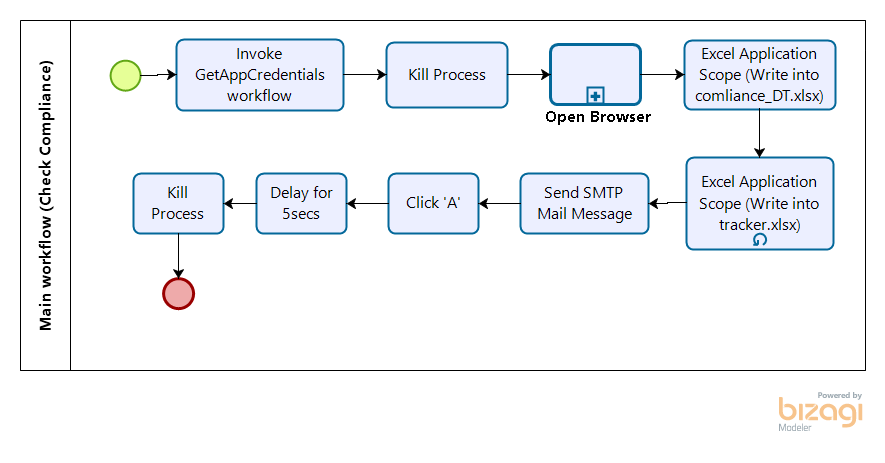 Main workflow (Check Compliance)
Invoke
GetAppCredentials
workflow
Kill Process
Open Browser
Excel Application
Scope (Write into
comliance_DT.xlsx)
Excel Application
Scope (Write into
tracker.xlsx)
Send SMTP
Mail Message
Click 'A'
Delay for
5secs
Kill
Process
Powered by
bizagi
Modeler